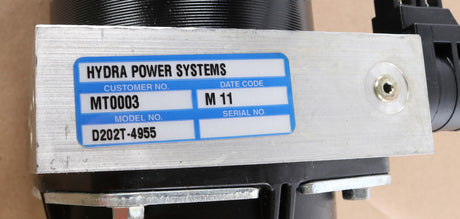 HYDRA POWER SYSTEMS
CUSTOMER NO. DATE CODE
MT0003 M 11
MODEL NO. SERIAL NO.
D202T-4955